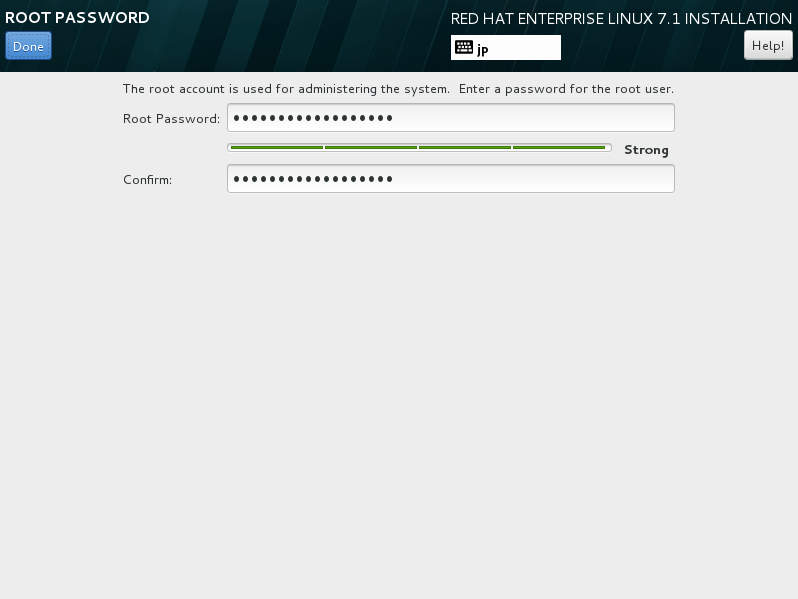 ROOT PASSWORD
RED HAT ENTERPRISE LINUX 7.1 INSTALLATION
Done
jp
Help!
The root account is used for administering the system.  Enter a password for the root user.
Root Password: ••••••••••••••••••
Strong
Confirm: ••••••••••••••••••